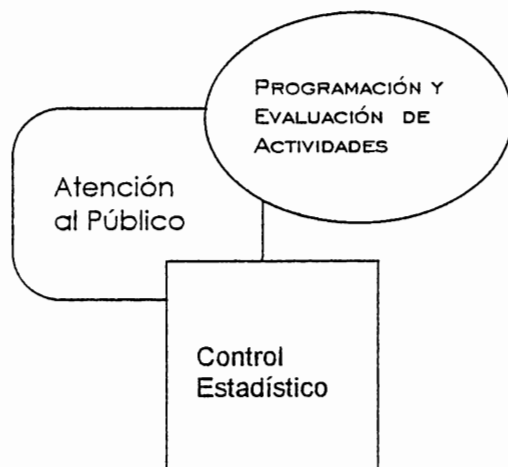 PROGRAMACIÓN Y
EVALUACIÓN DE
ACTIVIDADES
Atención
al Público
Control
Estadístico